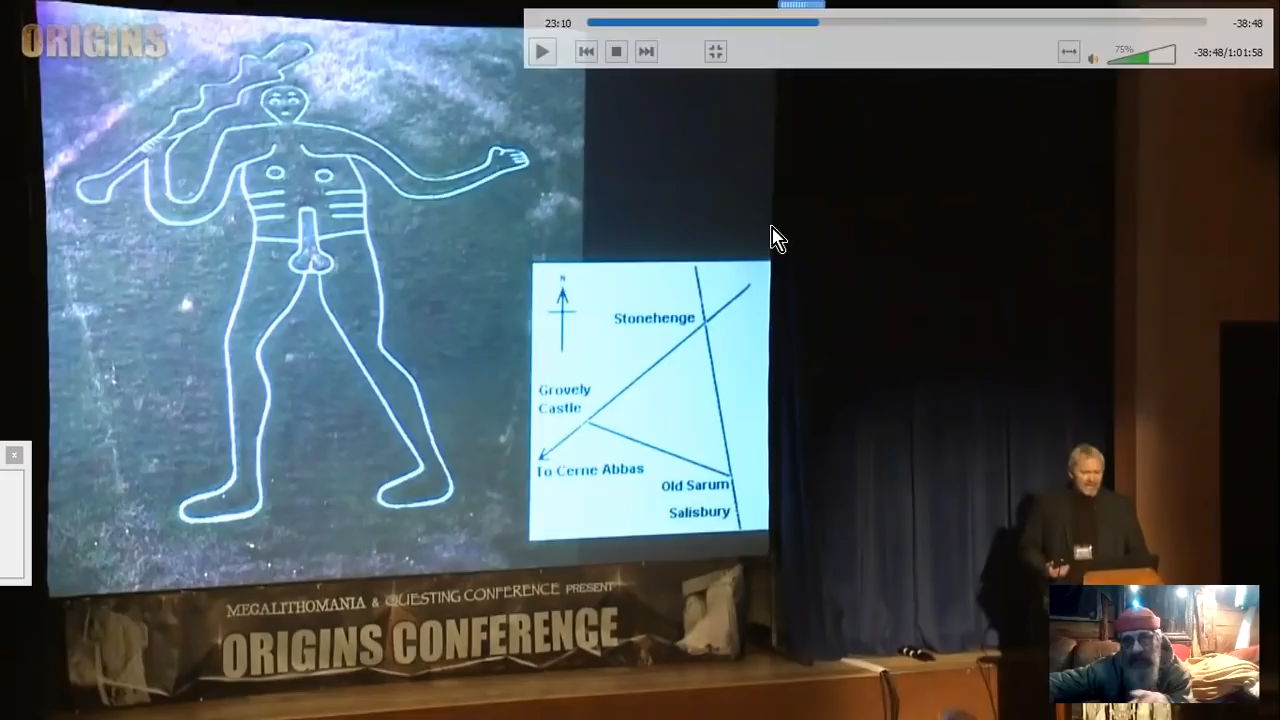 ORIGINS
23:10
-38:48
75%
-38:48/1:01:58
N
Stonehenge
Grovely
Castle
To Cerne Abbas
Old Sarum
Salisbury
MEGALITHOMANIA & QUESTING CONFERENCE PRESENT
ORIGINS CONFERENCE
x